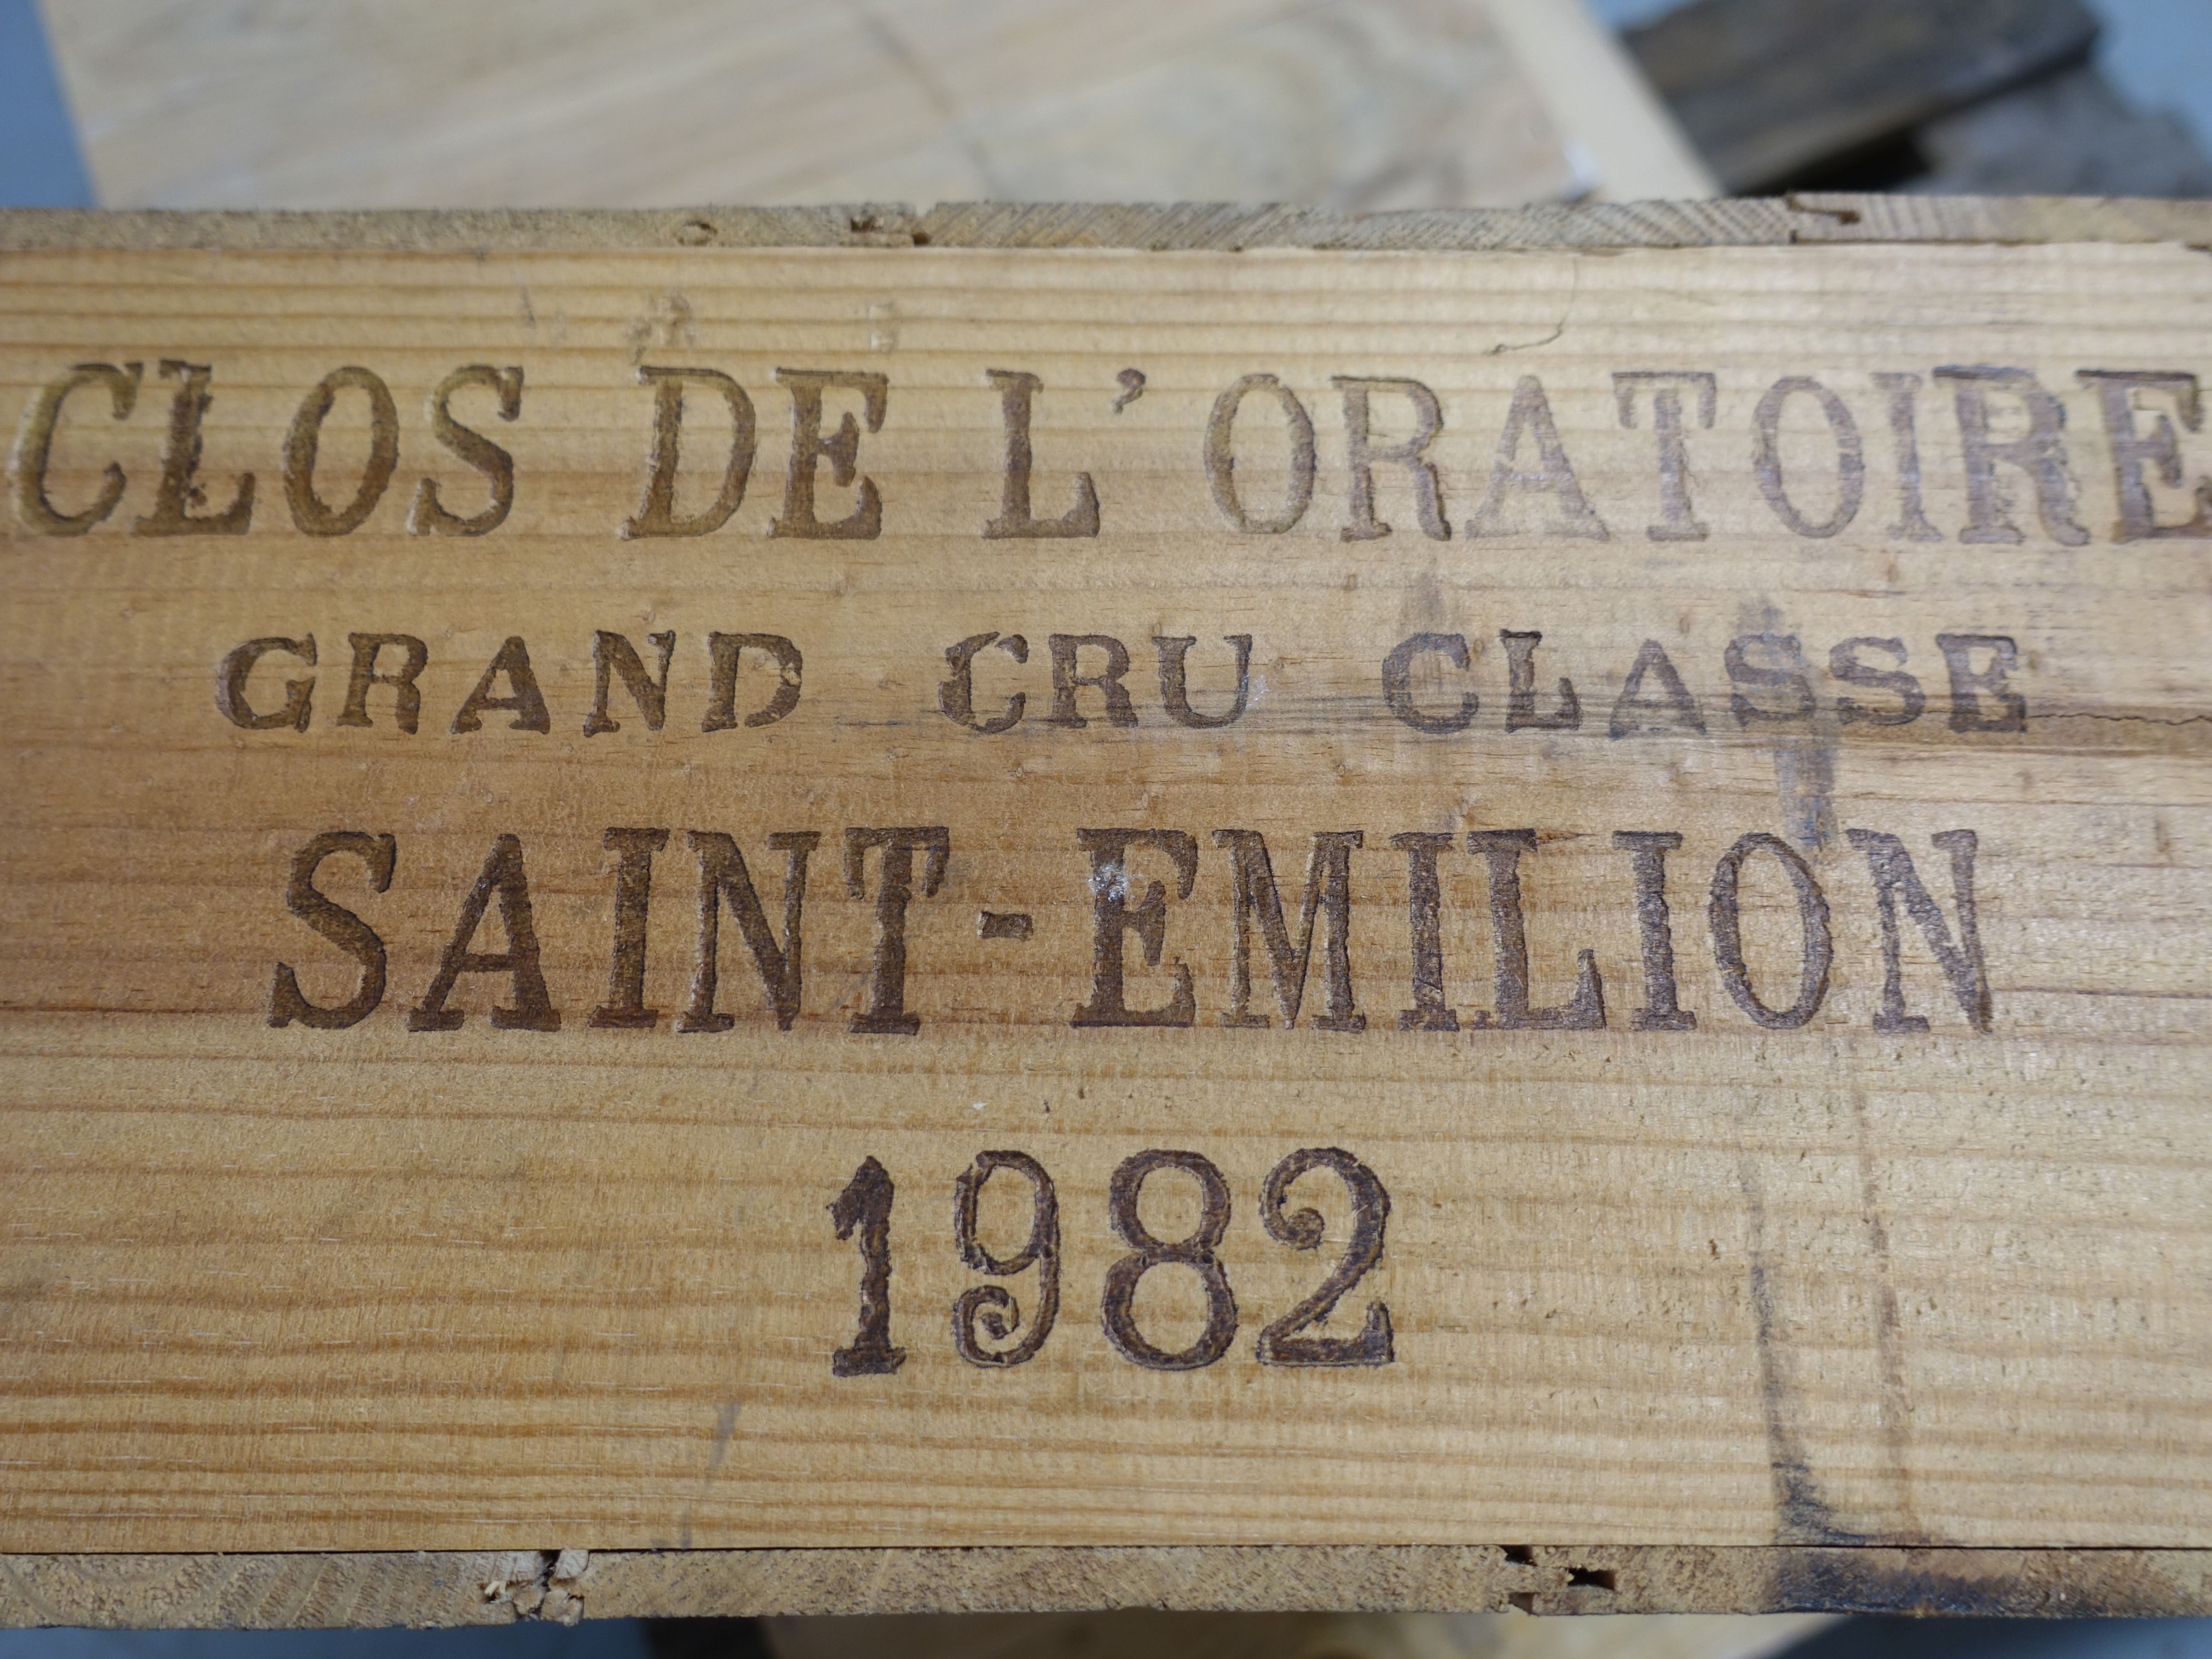 CLOS DE L'ORATOIRE
GRAND CRU CLASSE
SAINT-EMILION
1982